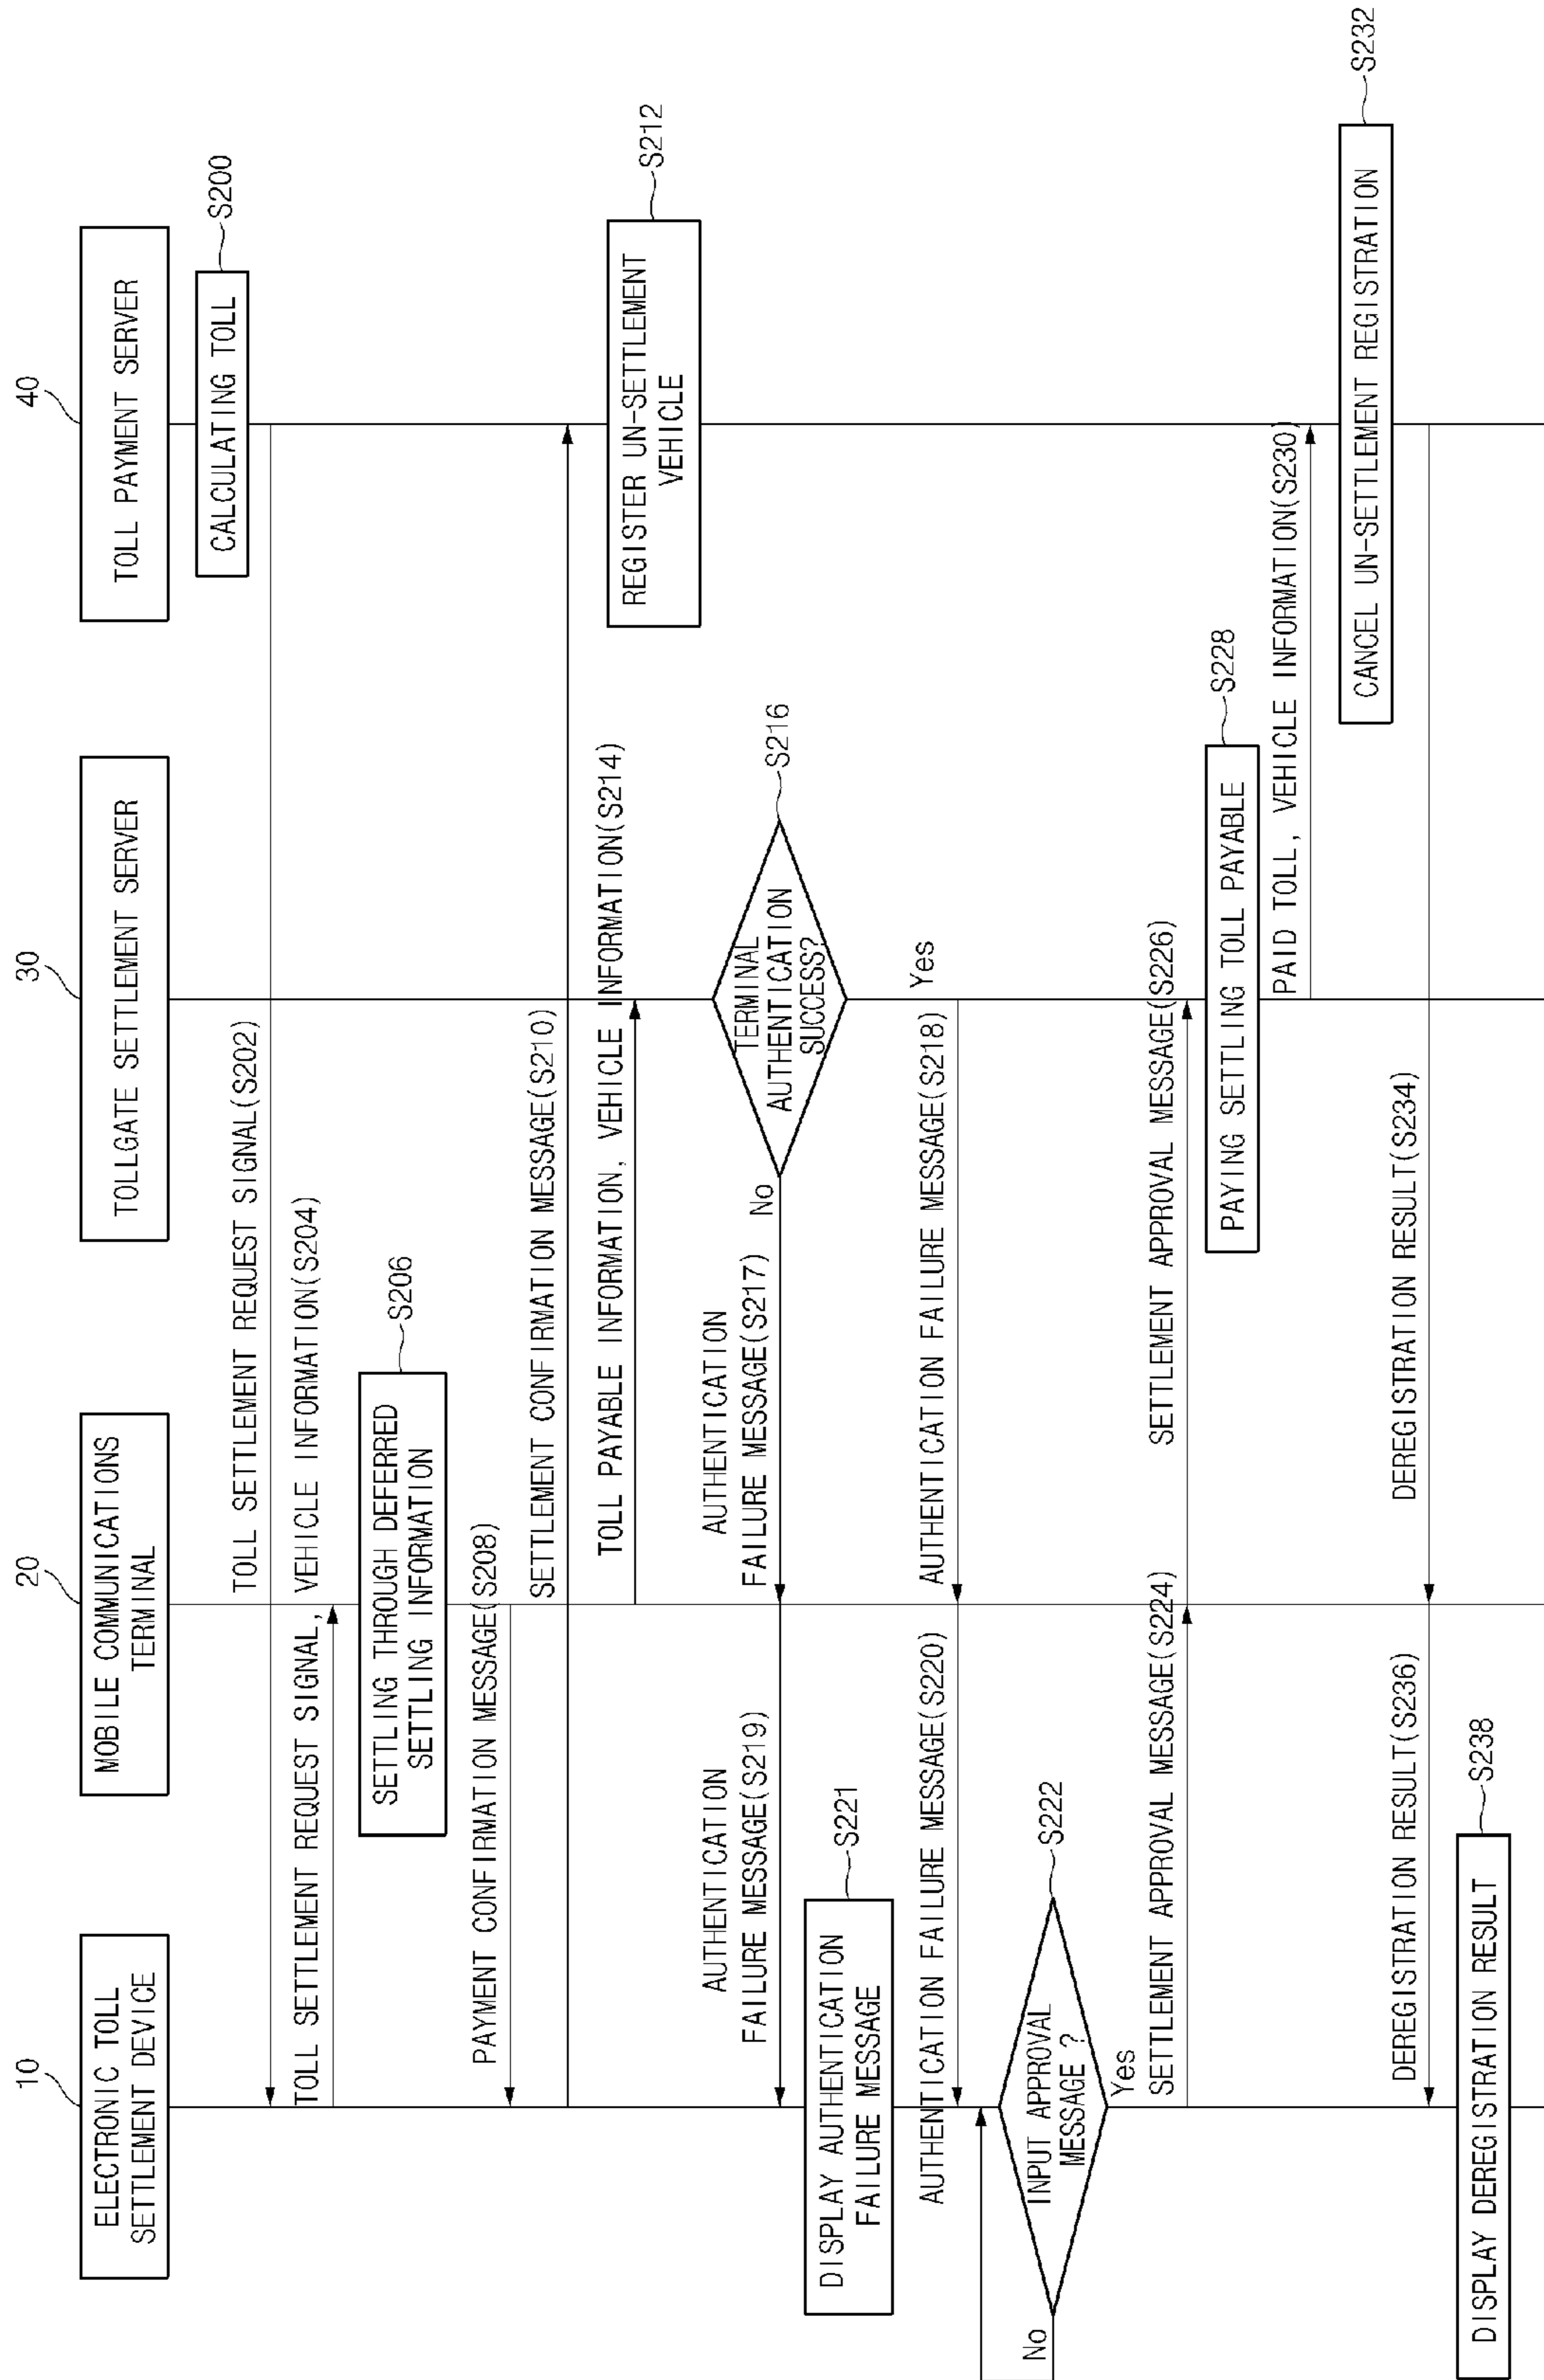 10
ELECTRONIC TOLL
SETTLEMENT DEVICE
20
MOBILE COMMUNICATIONS
TERMINAL
30
TOLLGATE SETTLEMENT SERVER
40
TOLL PAYMENT SERVER
CALCULATING TOLL
S200
TOLL SETTLEMENT REQUEST SIGNAL(S202)
TOLL SETTLEMENT REQUEST SIGNAL, VEHICLE INFORMATION(S204)
SETTLING THROUGH DEFERRED
SETTLING INFORMATION
S206
PAYMENT CONFIRMATION MESSAGE(S208)
SETTLEMENT CONFIRMATION MESSAGE(S210)
REGISTER UN-SETTLEMENT
VEHICLE
S212
TOLL PAYABLE INFORMATION, VEHICLE INFORMATION(S214)
TERMINAL
AUTHENTICATION
SUCCESS?
S216
No
AUTHENTICATION
FAILURE MESSAGE(S217)
AUTHENTICATION
FAILURE MESSAGE(S219)
DISPLAY AUTHENTICATION
FAILURE MESSAGE
S221
Yes
AUTHENTICATION FAILURE MESSAGE(S218)
AUTHENTICATION FAILURE MESSAGE(S220)
INPUT APPROVAL
MESSAGE ?
S222
No
Yes
SETTLEMENT APPROVAL MESSAGE(S224)
SETTLEMENT APPROVAL MESSAGE(S226)
PAYING SETTLING TOLL PAYABLE
S228
PAID TOLL, VEHICLE INFORMATION(S230)
CANCEL UN-SETTLEMENT REGISTRATION
S232
DEREGISTRATION RESULT(S234)
DEREGISTRATION RESULT(S236)
DISPLAY DEREGISTRATION RESULT
S238